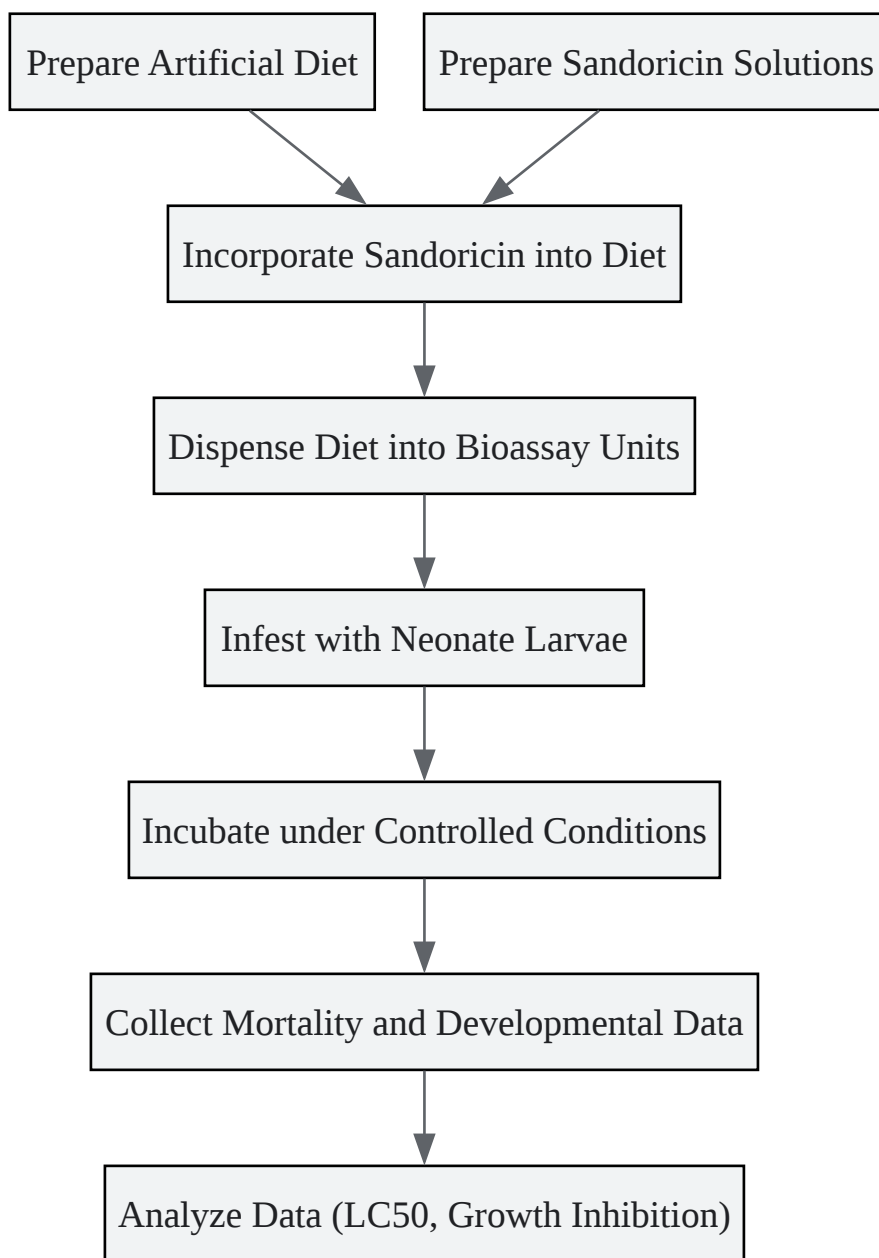 Prepare Artificial Diet
Prepare Sandoricin Solutions
Incorporate Sandoricin into Diet
Dispense Diet into Bioassay Units
Infest with Neonate Larvae
Incubate under Controlled Conditions
Collect Mortality and Developmental Data
Analyze Data (LC50, Growth Inhibition)